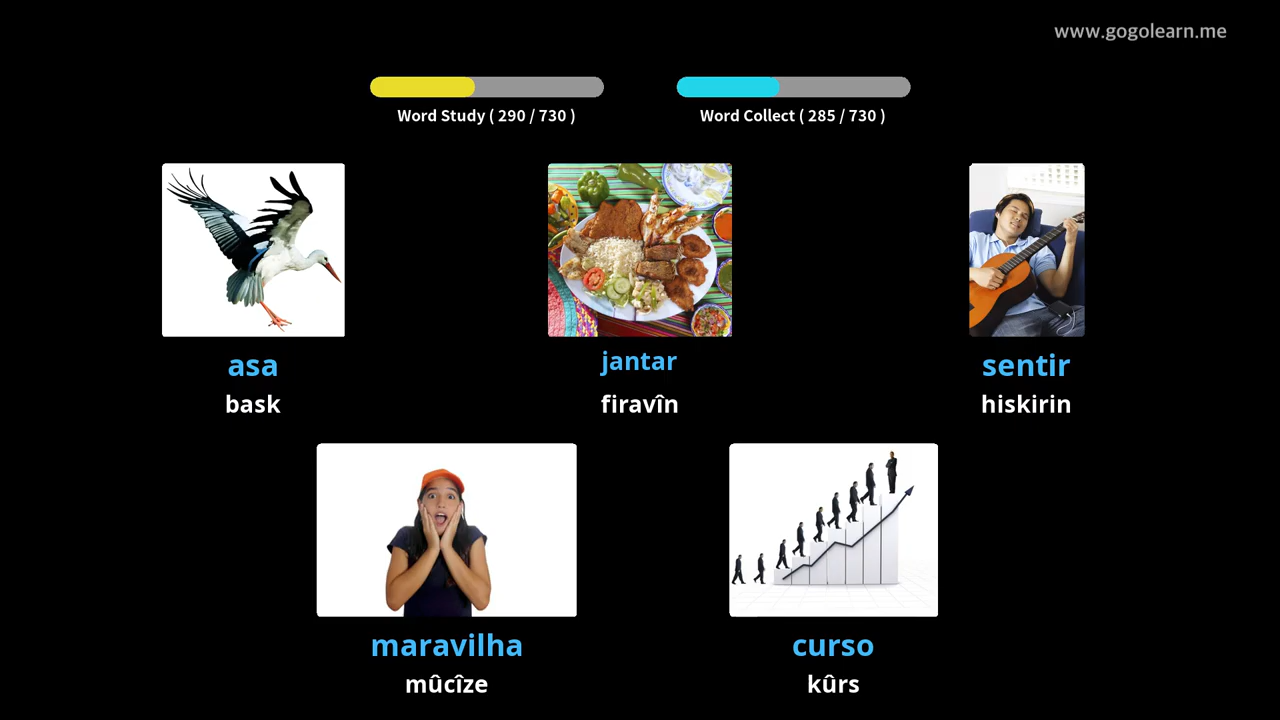 www.gogolearn.me
Word Study ( 290 / 730 )
Word Collect ( 285 / 730 )
asa
bask
jantar
firavîn
sentir
hiskirin
maravilha
mûcîze
curso
kûrs